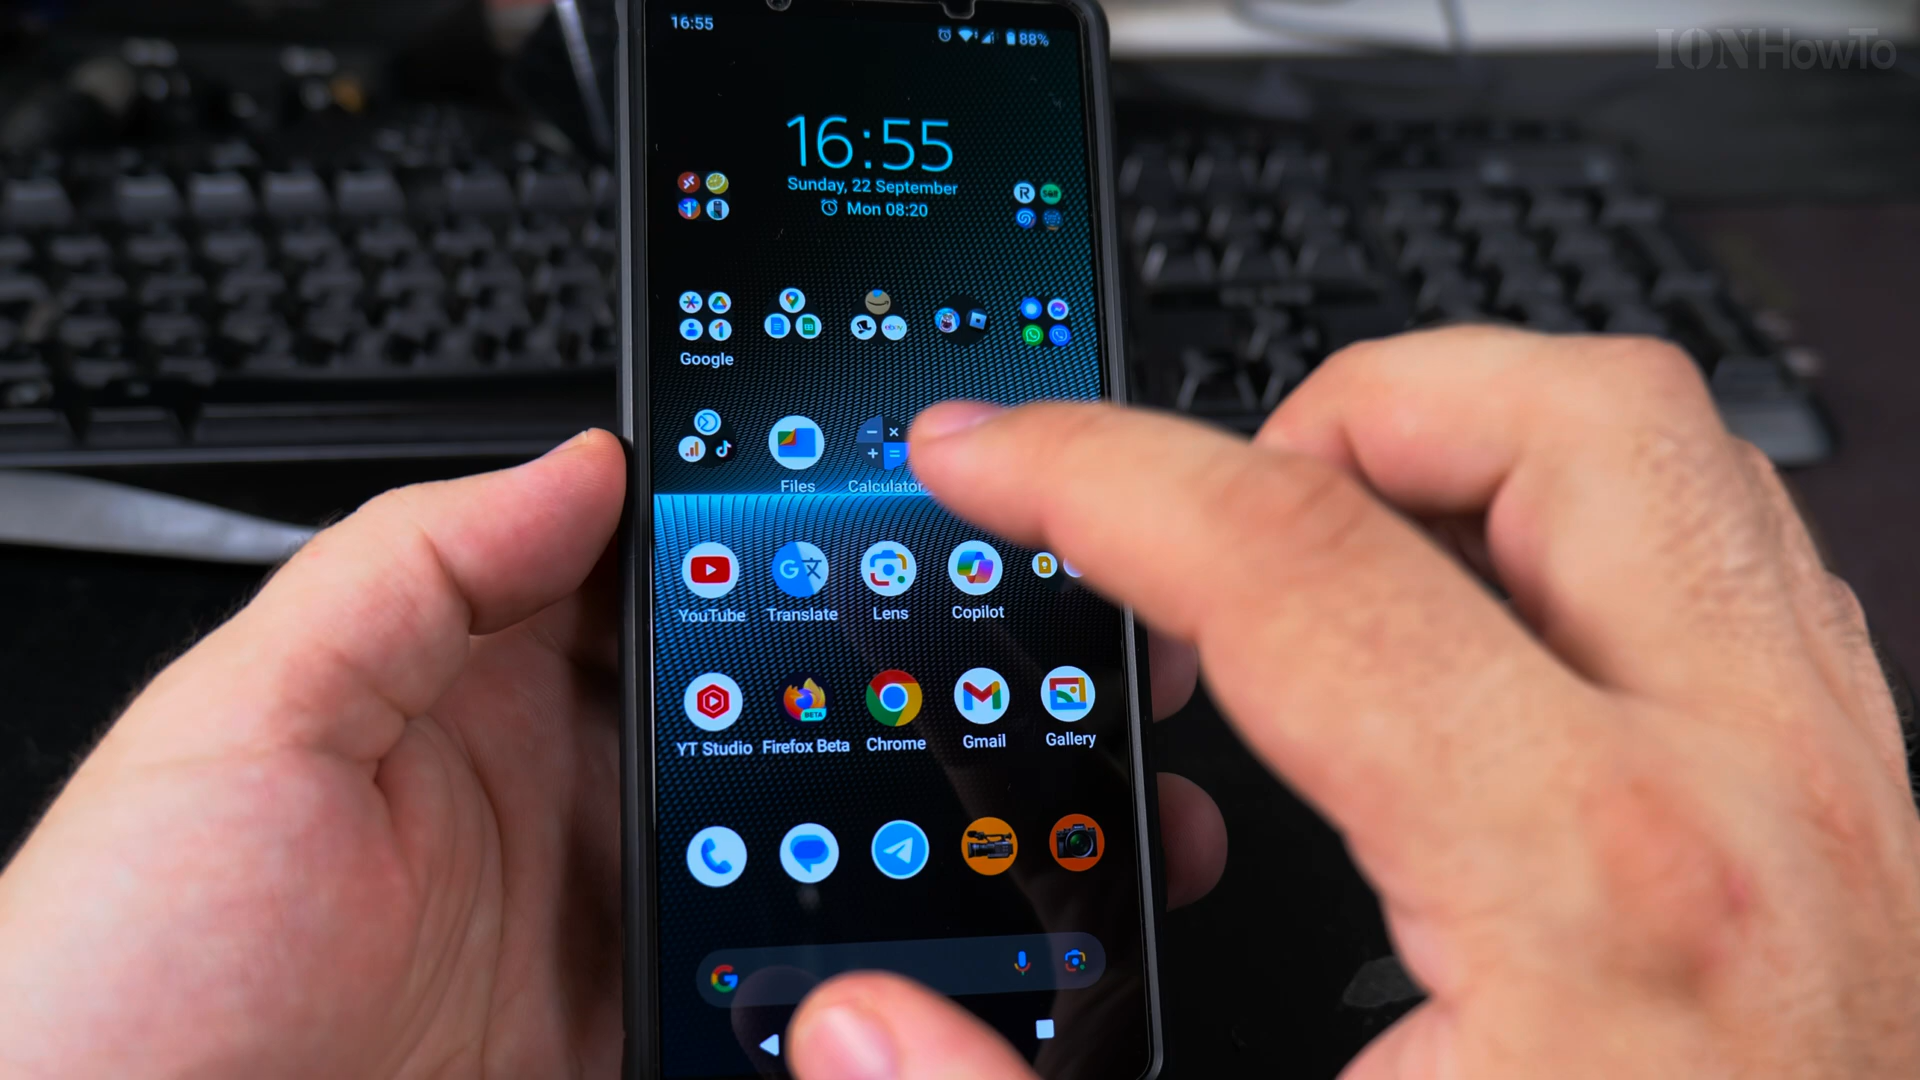 IONHowTo
16:55
88%
16:55
Sunday, 22 September
Mon 08:20
Google
Files
Calculator
YouTube
Translate
Lens
Copilot
YT Studio
Firefox Beta
Chrome
Gmail
Gallery
BETA